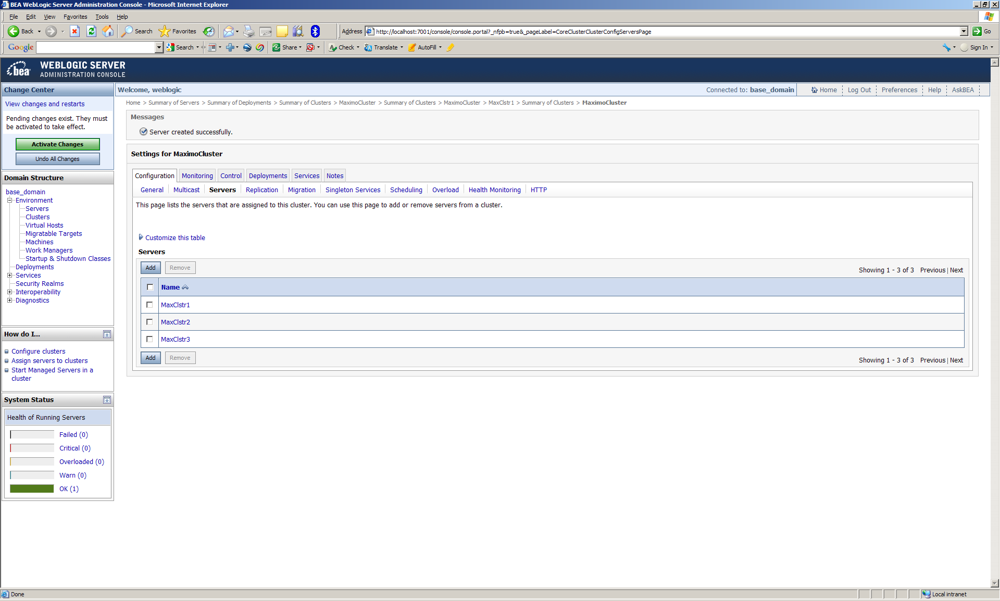 BEA WebLogic Server Administration Console - Microsoft Internet Explorer
File Edit View Favorites Tools Help
Back Search Favorites Address http://localhost:7001/console/console.portal?_nfpb=true&_pageLabel=CoreClusterClusterConfigServersPage Go
Google Search Share Check Translate AutoFill Sign In
bea WEBLOGIC SERVER
ADMINISTRATION CONSOLE
Change Center
View changes and restarts
Pending changes exist. They must
be activated to take effect.
Activate Changes
Undo All Changes
Domain Structure
base_domain
Environment
Servers
Clusters
Virtual Hosts
Migratable Targets
Machines
Work Managers
Startup & Shutdown Classes
Deployments
Services
Security Realms
Interoperability
Diagnostics
How do I...
Configure clusters
Assign servers to clusters
Start Managed Servers in a
cluster
System Status
Health of Running Servers
Failed (0)
Critical (0)
Overloaded (0)
Warn (0)
OK (1)
Welcome, weblogic
Connected to: base_domain
Home Log Out Preferences Help AskBEA
Home > Summary of Servers > Summary of Deployments > Summary of Clusters > MaximoCluster > Summary of Clusters > MaximoCluster > MaxClstr1 > Summary of Clusters > MaximoCluster
Messages
Server created successfully.
Settings for MaximoCluster
Configuration Monitoring Control Deployments Services Notes
General Multicast Servers Replication Migration Singleton Services Scheduling Overload Health Monitoring HTTP
This page lists the servers that are assigned to this cluster. You can use this page to add or remove servers from a cluster.
Customize this table
Servers
Add Remove Showing 1 - 3 of 3 Previous | Next
Name
MaxClstr1
MaxClstr2
MaxClstr3
Add Remove Showing 1 - 3 of 3 Previous | Next
Done Local intranet